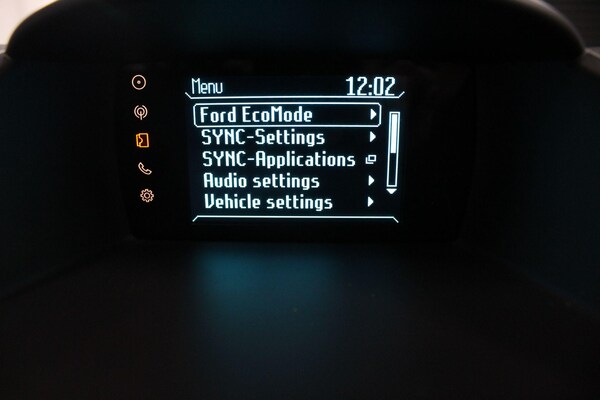 Menu 12:02
Ford EcoMode
SYNC-Settings
SYNC-Applications
Audio settings
Vehicle settings